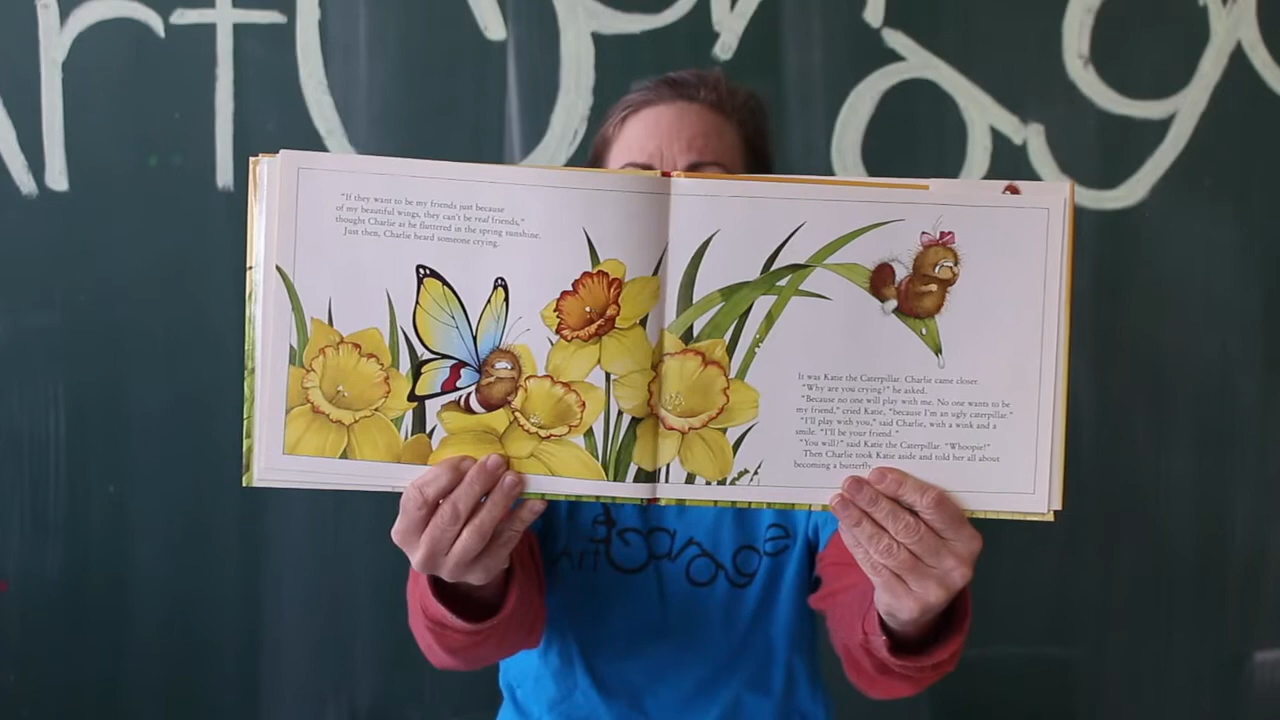 ArtGarage
"If they want to be my friends just because
of my beautiful wings, they can't be real friends,"
thought Charlie as he fluttered in the spring sunshine.
Just then, Charlie heard someone crying.
It was Katie the Caterpillar. Charlie came closer.
"Why are you crying?" he asked.
"Because no one will play with me. No one wants to be
my friend," cried Katie, "because I'm an ugly caterpillar."
"I'll play with you," said Charlie, with a wink and a
smile. "I'll be your friend."
"You will?" said Katie the Caterpillar. "Whoopie!"
Then Charlie took Katie aside and told her all about
becoming a butterfly.
ArtGarage